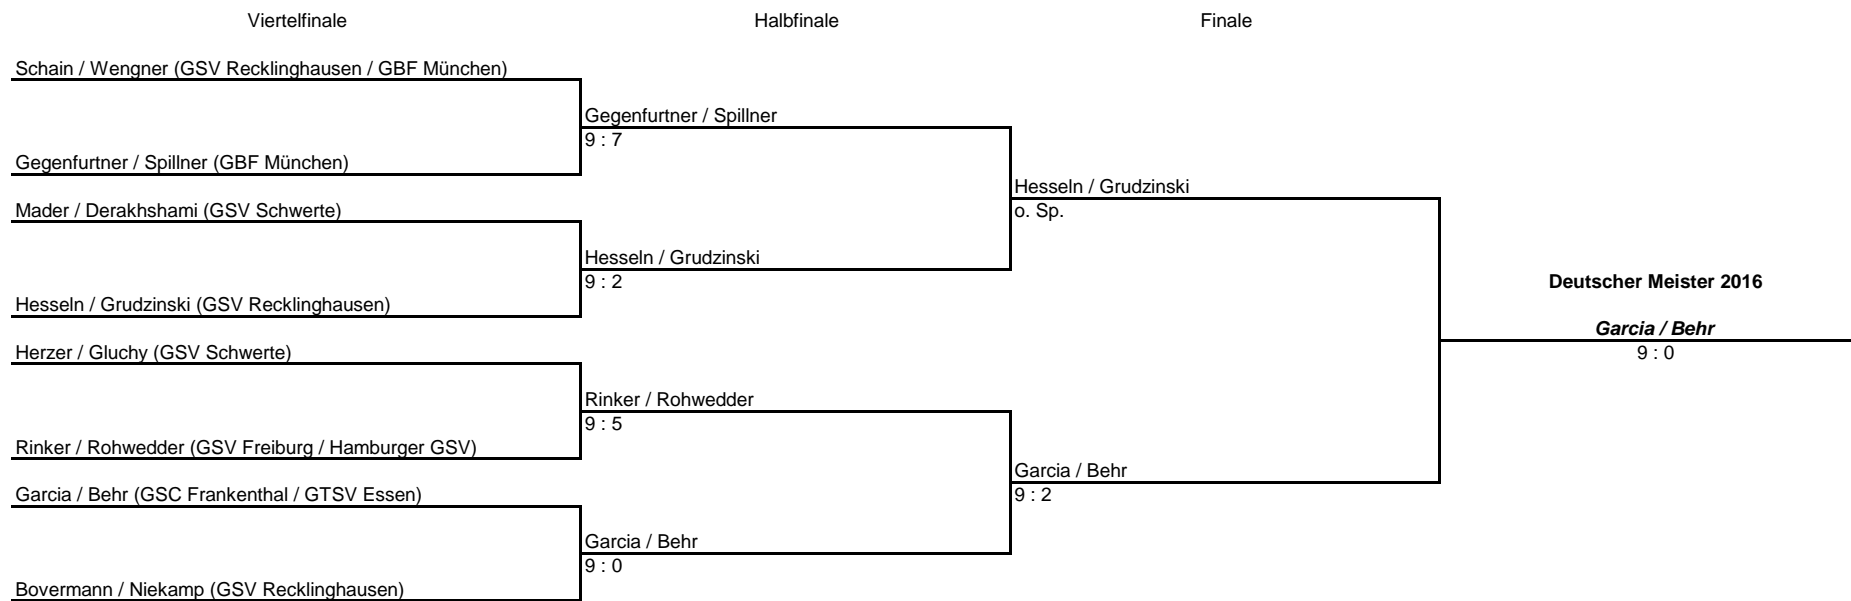 Viertelfinale Halbfinale Finale
Schain / Wengner (GSV Recklinghausen / GBF München)
Gegenfurtner / Spillner
9 : 7
Gegenfurtner / Spillner (GBF München)
Hesseln / Grudzinski
Mader / Derakhshami (GSV Schwerte)
o. Sp.
Hesseln / Grudzinski
9 : 2
Deutscher Meister 2016
Hesseln / Grudzinski (GSV Recklinghausen)
Garcia / Behr
Herzer / Gluchy (GSV Schwerte)
9 : 0
Rinker / Rohwedder
9 : 5
Rinker / Rohwedder (GSV Freiburg / Hamburger GSV)
Garcia / Behr
Garcia / Behr (GSC Frankenthal / GTSV Essen)
9 : 2
Garcia / Behr
9 : 0
Bovermann / Niekamp (GSV Recklinghausen)